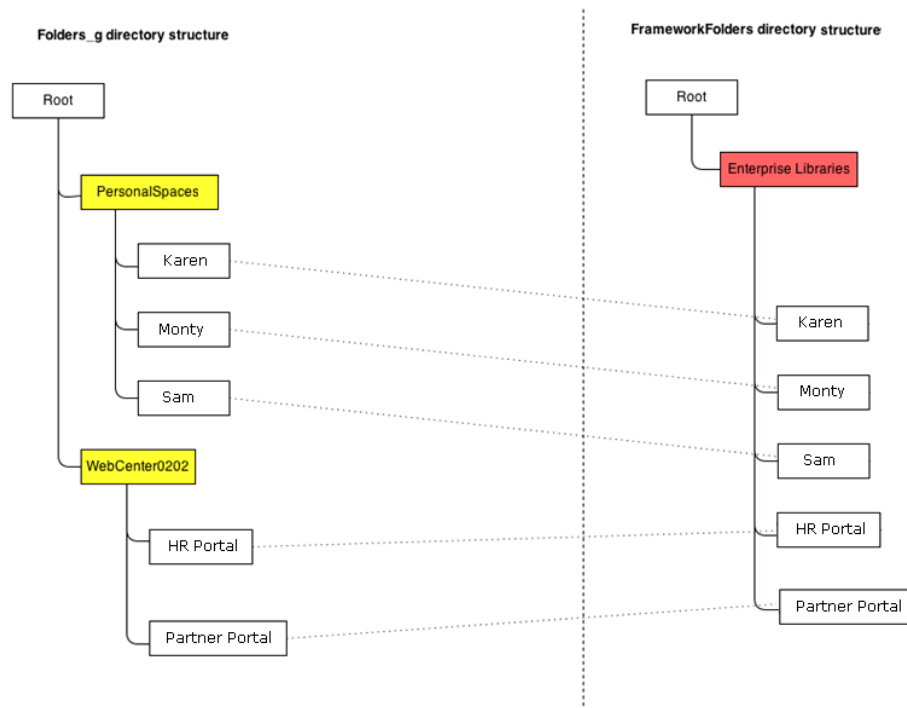 Folders_g directory structure
Root
PersonalSpaces
Karen
Monty
Sam
WebCenter0202
HR Portal
Partner Portal
FrameworkFolders directory structure
Root
Enterprise Libraries
Karen
Monty
Sam
HR Portal
Partner Portal